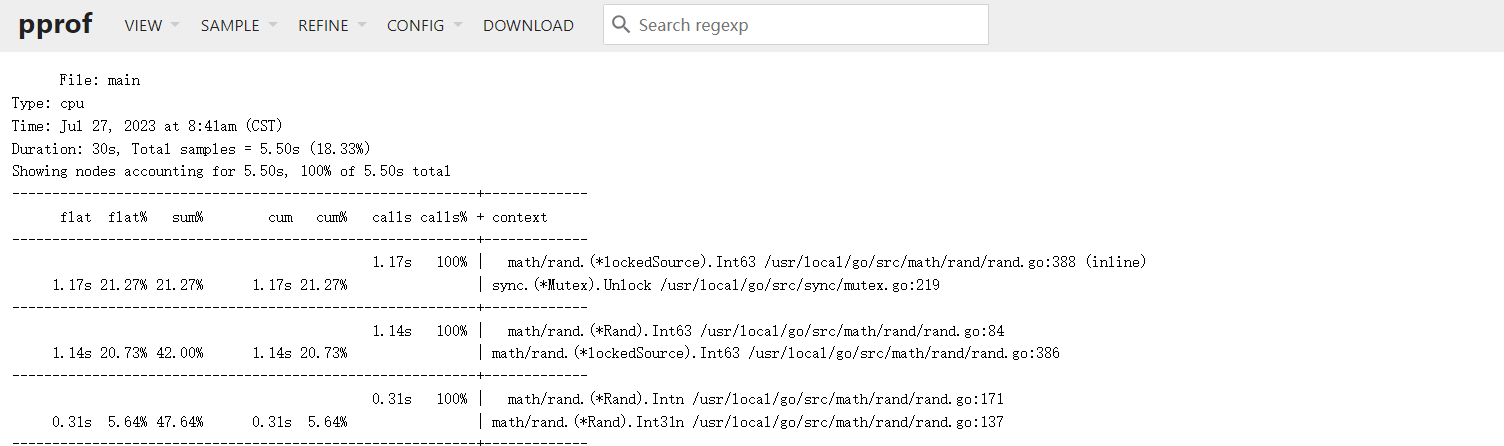 pprof VIEW SAMPLE REFINE CONFIG DOWNLOAD Search regexp
File: main
Type: cpu
Time: Jul 27, 2023 at 8:41am (CST)
Duration: 30s, Total samples = 5.50s (18.33%)
Showing nodes accounting for 5.50s, 100% of 5.50s total
----------------------------------------------------------+-------------
flat flat% sum% cum cum% calls calls% + context
----------------------------------------------------------+-------------
1.17s 100% | math/rand.(*lockedSource).Int63 /usr/local/go/src/math/rand/rand.go:388 (inline)
1.17s 21.27% 21.27% 1.17s 21.27% | sync.(*Mutex).Unlock /usr/local/go/src/sync/mutex.go:219
----------------------------------------------------------+-------------
1.14s 100% | math/rand.(*Rand).Int63 /usr/local/go/src/math/rand/rand.go:84
1.14s 20.73% 42.00% 1.14s 20.73% | math/rand.(*lockedSource).Int63 /usr/local/go/src/math/rand/rand.go:386
----------------------------------------------------------+-------------
0.31s 100% | math/rand.(*Rand).Intn /usr/local/go/src/math/rand/rand.go:171
0.31s 5.64% 47.64% 0.31s 5.64% | math/rand.(*Rand).Int31n /usr/local/go/src/math/rand/rand.go:137
----------------------------------------------------------+-------------